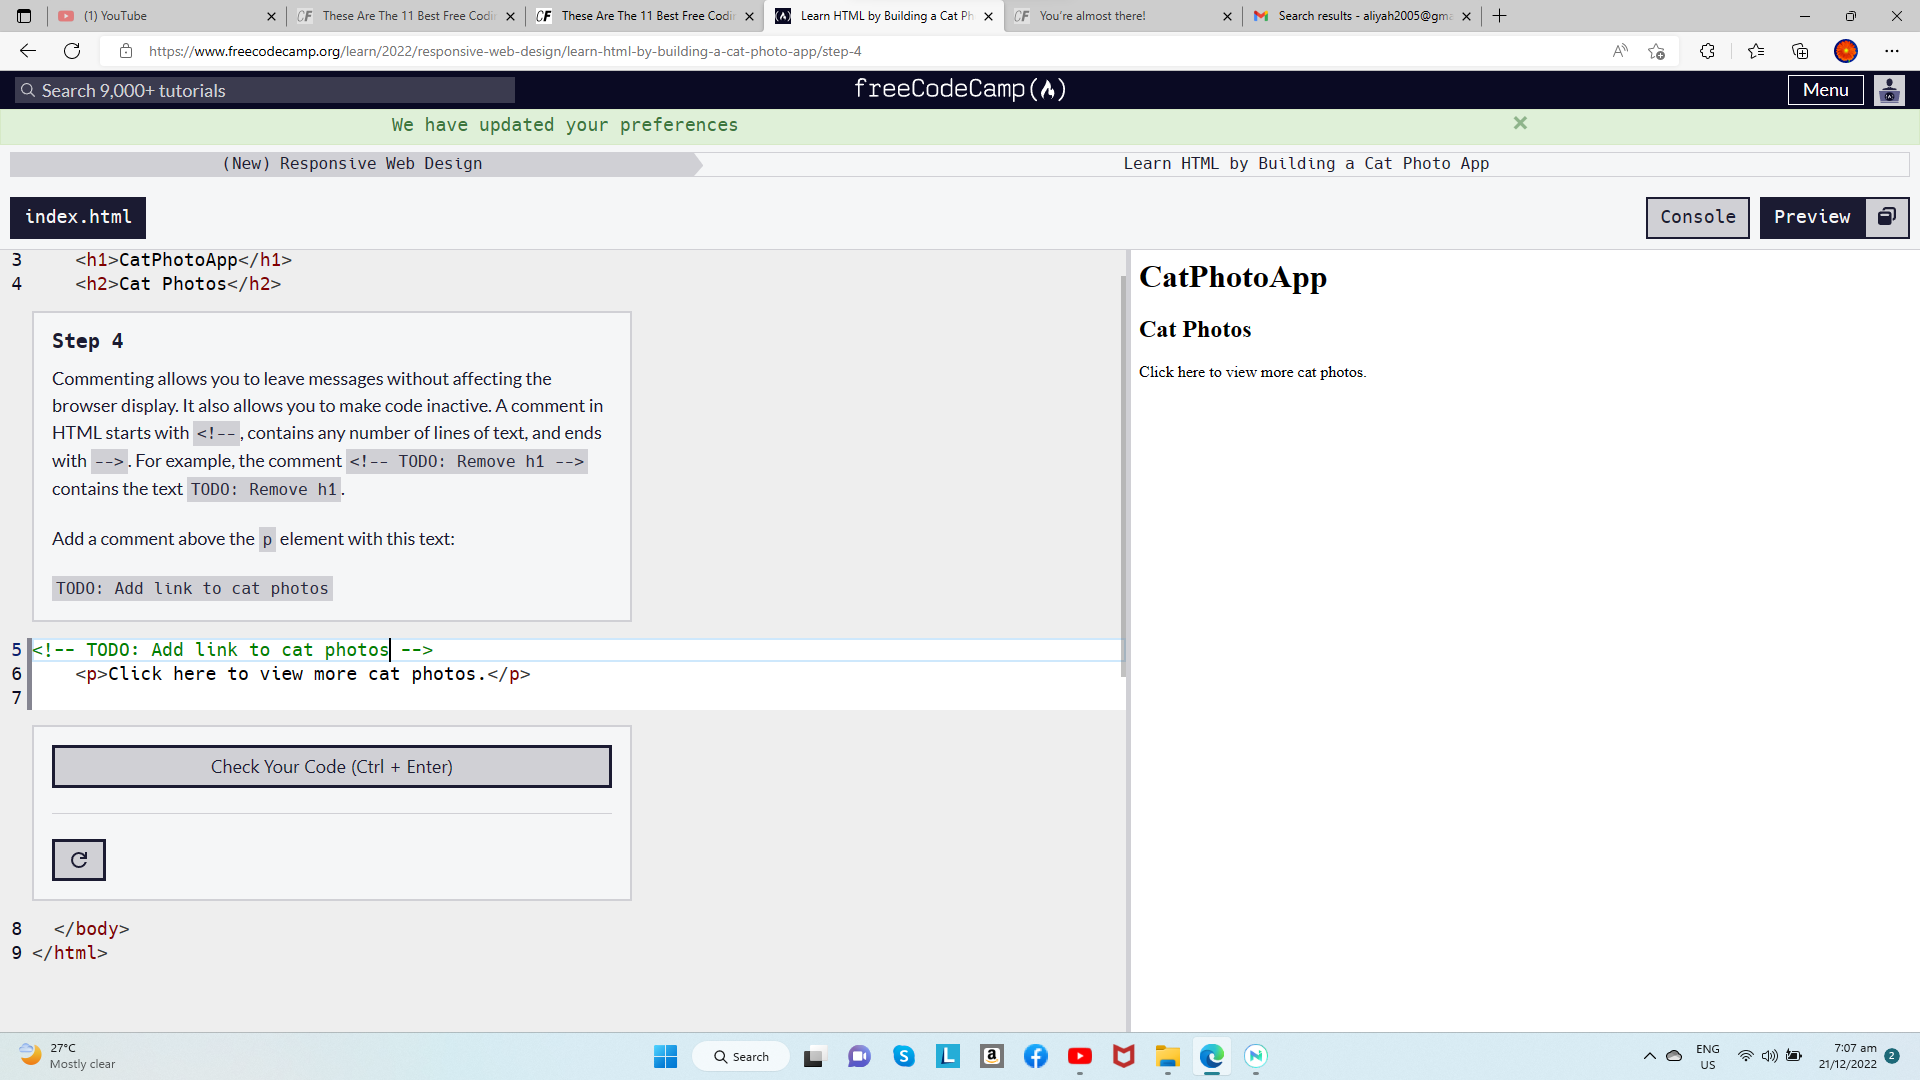 (1) YouTube
These Are The 11 Best Free Codin
These Are The 11 Best Free Codin
Learn HTML by Building a Cat Ph
You're almost there!
Search results - aliyah2005@gma
https://www.freecodecamp.org/learn/2022/responsive-web-design/learn-html-by-building-a-cat-photo-app/step-4
Search 9,000+ tutorials
freeCodeCamp
Menu
We have updated your preferences
(New) Responsive Web Design
Learn HTML by Building a Cat Photo App
index.html
Console
Preview
3 <h1>CatPhotoApp</h1>
4 <h2>Cat Photos</h2>
Step 4
Commenting allows you to leave messages without affecting the
browser display. It also allows you to make code inactive. A comment in
HTML starts with <!--, contains any number of lines of text, and ends
with -->. For example, the comment <!-- TODO: Remove h1 -->
contains the text TODO: Remove h1.
Add a comment above the p element with this text:
TODO: Add link to cat photos
5 <!-- TODO: Add link to cat photos -->
6 <p>Click here to view more cat photos.</p>
7
Check Your Code (Ctrl + Enter)
8 </body>
9 </html>
CatPhotoApp
Cat Photos
Click here to view more cat photos.
27°C
Mostly clear
Search
ENG
US
7:07 am
21/12/2022
2